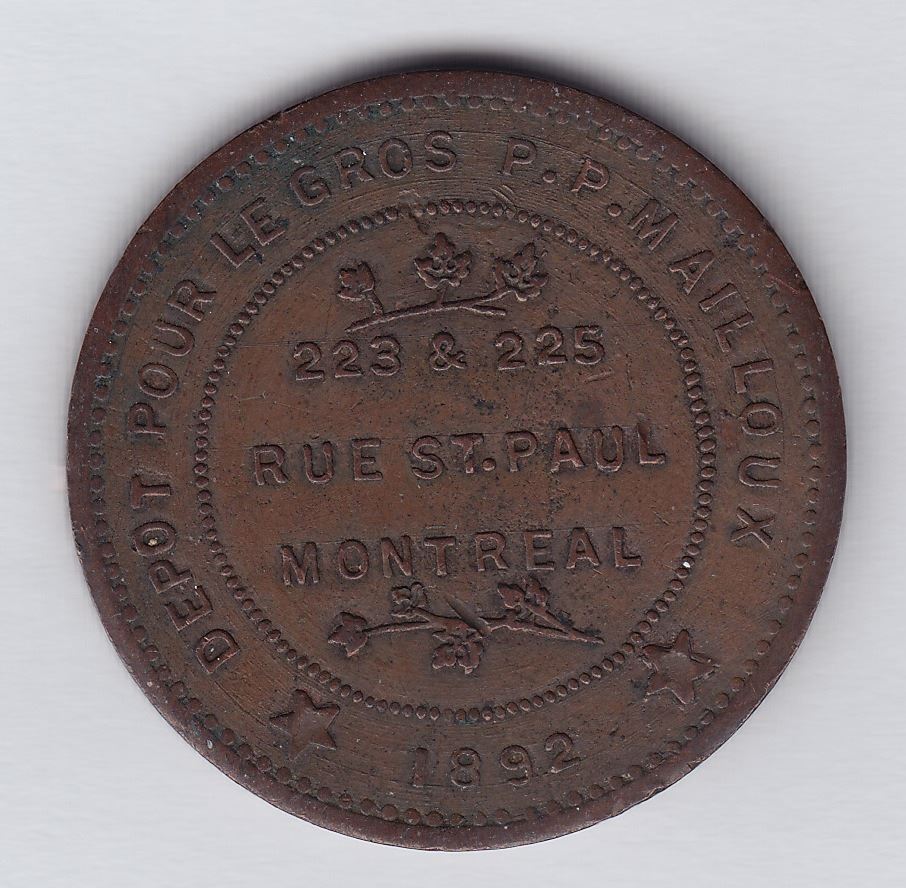 DEPOT POUR LE GROS P.P. MAILLOUX
223 & 225
RUE ST. PAUL
MONTREAL
1892